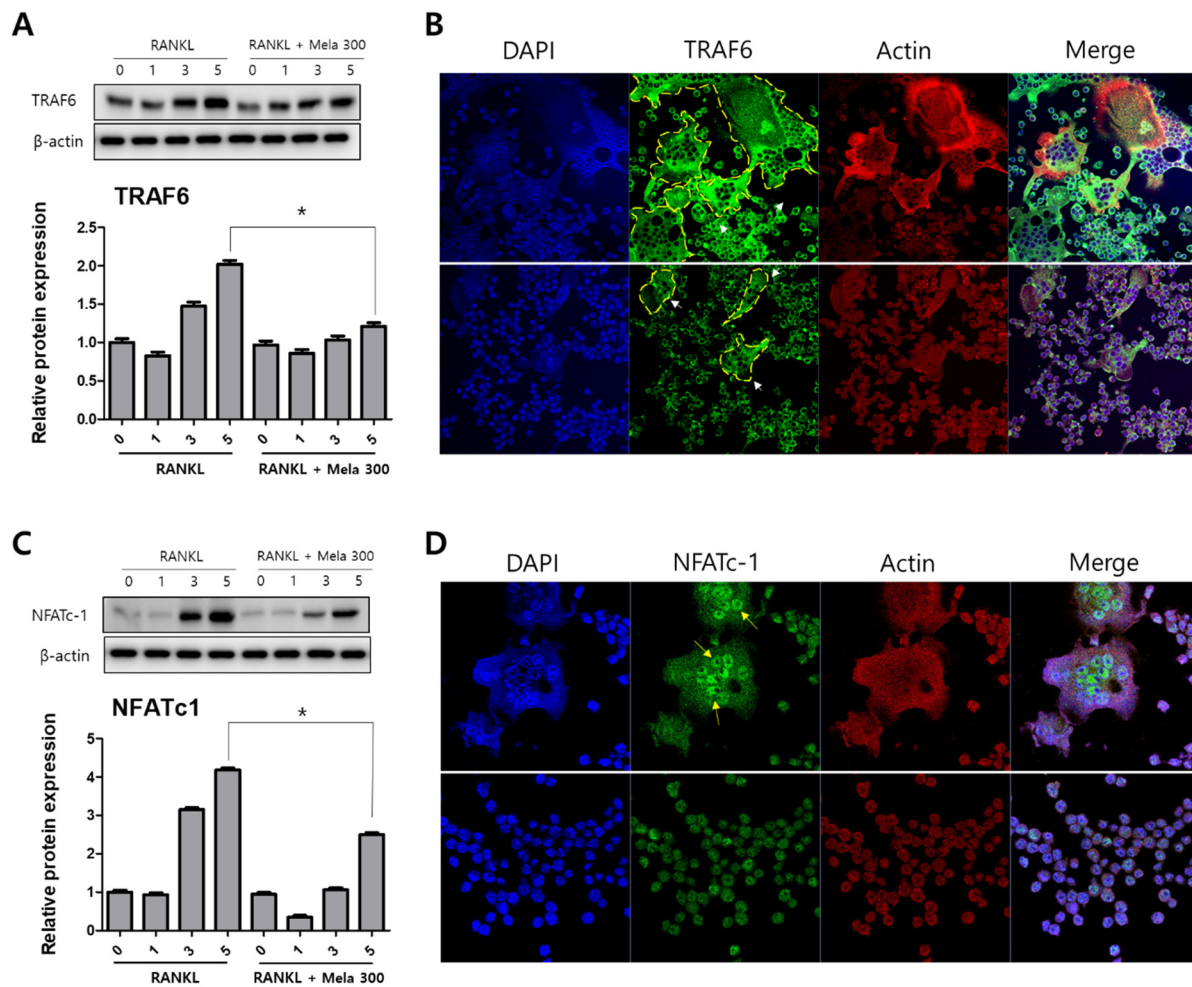 A
RANKL RANKL + Mela 300
0 1 3 5 0 1 3 5
TRAF6
β-actin
TRAF6
*
Relative protein expression
2.5
2.0
1.5
1.0
0.5
0.0
0 1 3 5 0 1 3 5
RANKL RANKL + Mela 300
B
DAPI TRAF6 Actin Merge
C
RANKL RANKL + Mela 300
0 1 3 5 0 1 3 5
NFATc-1
β-actin
NFATc1
*
Relative protein expression
5
4
3
2
1
0
0 1 3 5 0 1 3 5
RANKL RANKL + Mela 300
D
DAPI NFATc-1 Actin Merge